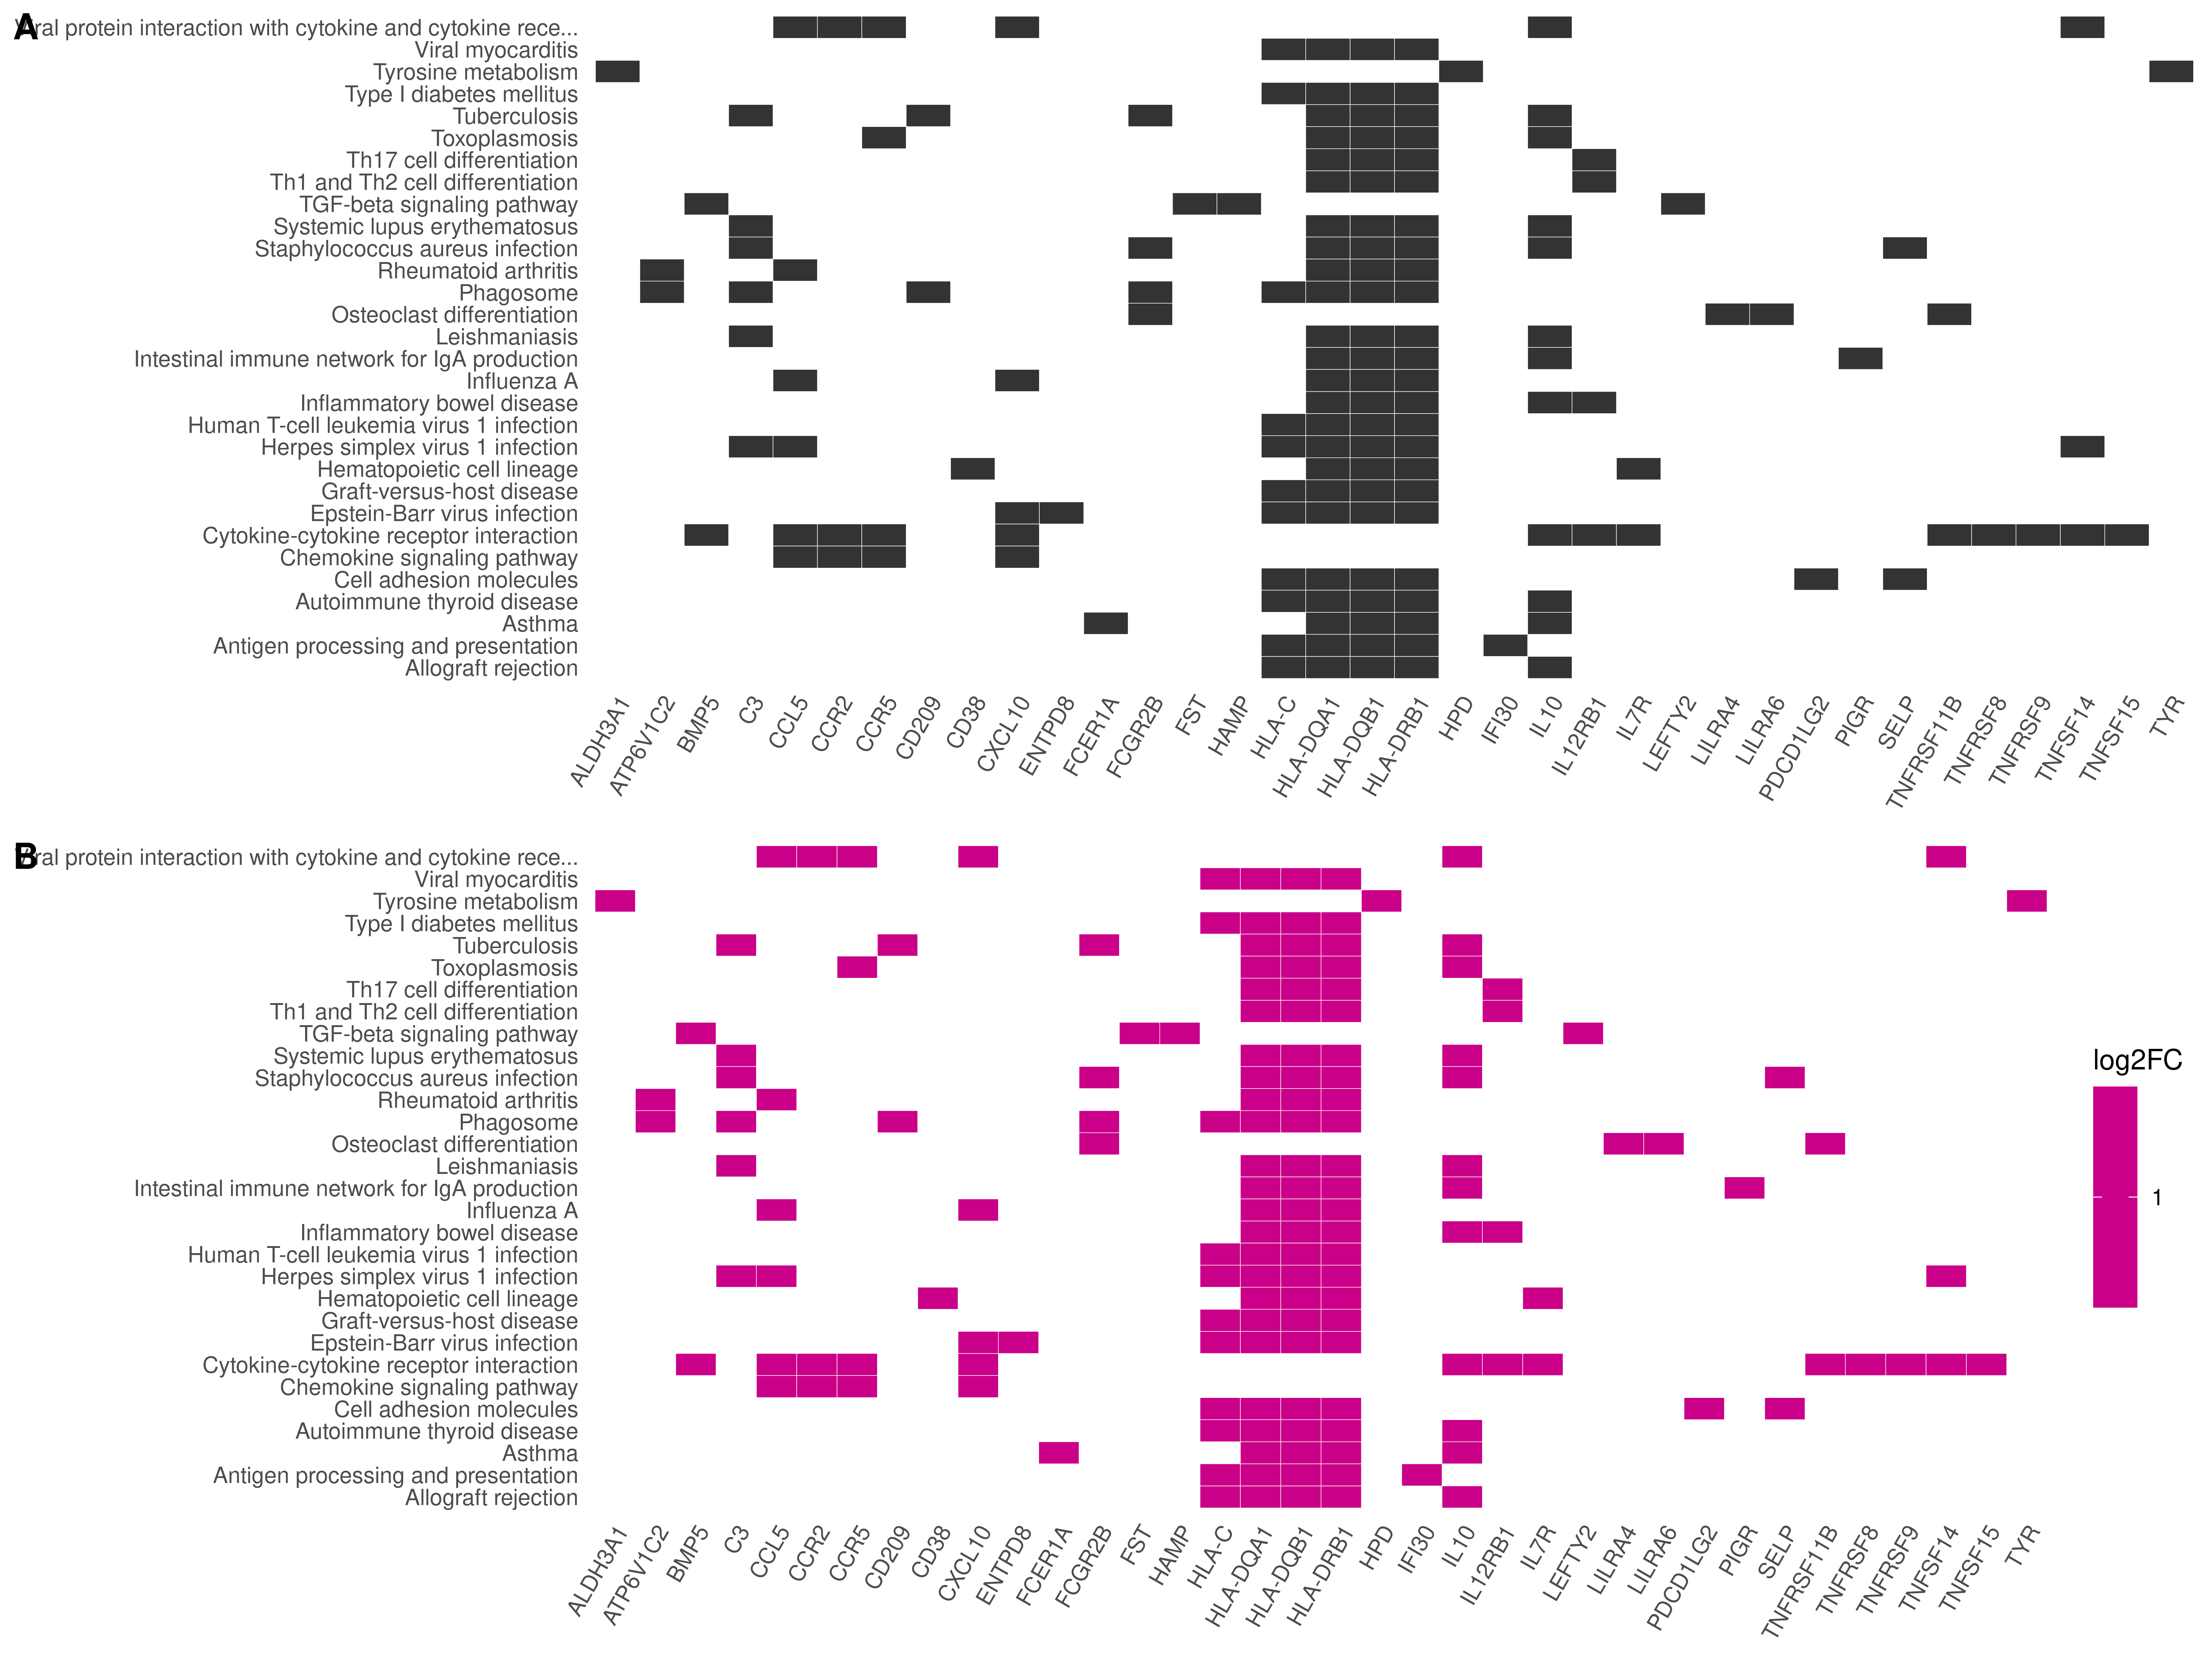 A
ral protein interaction with cytokine and cytokine rece...
Viral myocarditis
Tyrosine metabolism
Type I diabetes mellitus
Tuberculosis
Toxoplasmosis
Th17 cell differentiation
Th1 and Th2 cell differentiation
TGF-beta signaling pathway
Systemic lupus erythematosus
Staphylococcus aureus infection
Rheumatoid arthritis
Phagosome
Osteoclast differentiation
Leishmaniasis
Intestinal immune network for IgA production
Influenza A
Inflammatory bowel disease
Human T-cell leukemia virus 1 infection
Herpes simplex virus 1 infection
Hematopoietic cell lineage
Graft-versus-host disease
Epstein-Barr virus infection
Cytokine-cytokine receptor interaction
Chemokine signaling pathway
Cell adhesion molecules
Autoimmune thyroid disease
Asthma
Antigen processing and presentation
Allograft rejection
ALDH3A1
ATP6V1C2
BMP5
C3
CCL5
CCR2
CCR5
CD209
CD38
CXCL10
ENTPD8
FCER1A
FCGR2B
FST
HAMP
HLA-C
HLA-DQA1
HLA-DQB1
HLA-DRB1
HPD
IFI30
IL10
IL12RB1
IL7R
LEFTY2
LILRA4
LILRA6
PDCD1LG2
PIGR
SELP
TNFRSF11B
TNFRSF8
TNFRSF9
TNFSF14
TNFSF15
TYR
B
ral protein interaction with cytokine and cytokine rece...
Viral myocarditis
Tyrosine metabolism
Type I diabetes mellitus
Tuberculosis
Toxoplasmosis
Th17 cell differentiation
Th1 and Th2 cell differentiation
TGF-beta signaling pathway
Systemic lupus erythematosus
Staphylococcus aureus infection
Rheumatoid arthritis
Phagosome
Osteoclast differentiation
Leishmaniasis
Intestinal immune network for IgA production
Influenza A
Inflammatory bowel disease
Human T-cell leukemia virus 1 infection
Herpes simplex virus 1 infection
Hematopoietic cell lineage
Graft-versus-host disease
Epstein-Barr virus infection
Cytokine-cytokine receptor interaction
Chemokine signaling pathway
Cell adhesion molecules
Autoimmune thyroid disease
Asthma
Antigen processing and presentation
Allograft rejection
log2FC
1
ALDH3A1
ATP6V1C2
BMP5
C3
CCL5
CCR2
CCR5
CD209
CD38
CXCL10
ENTPD8
FCER1A
FCGR2B
FST
HAMP
HLA-C
HLA-DQA1
HLA-DQB1
HLA-DRB1
HPD
IFI30
IL10
IL12RB1
IL7R
LEFTY2
LILRA4
LILRA6
PDCD1LG2
PIGR
SELP
TNFRSF11B
TNFRSF8
TNFRSF9
TNFSF14
TNFSF15
TYR